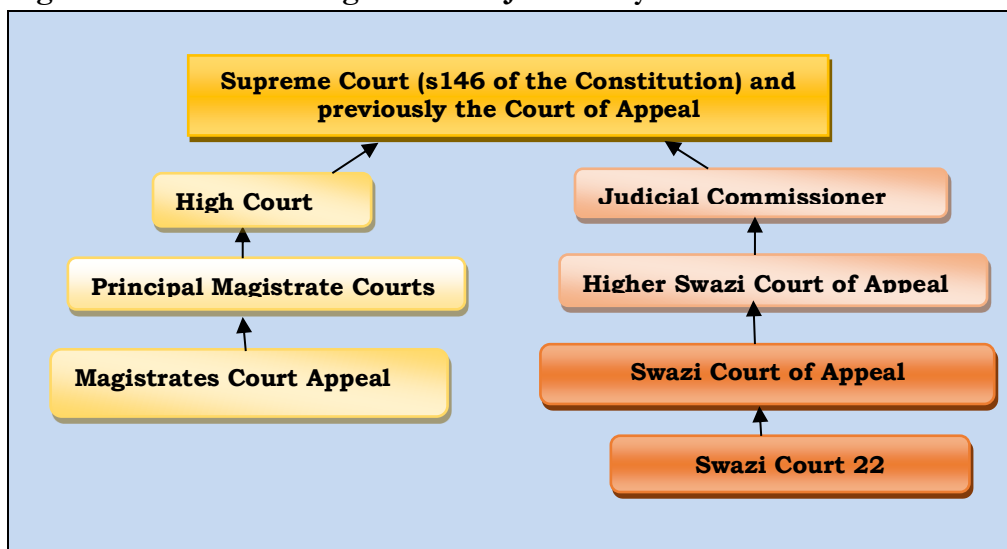 Supreme Court (s146 of the Constitution) and
previously the Court of Appeal
High Court
Judicial Commissioner
Principal Magistrate Courts
Higher Swazi Court of Appeal
Magistrates Court Appeal
Swazi Court of Appeal
Swazi Court 22